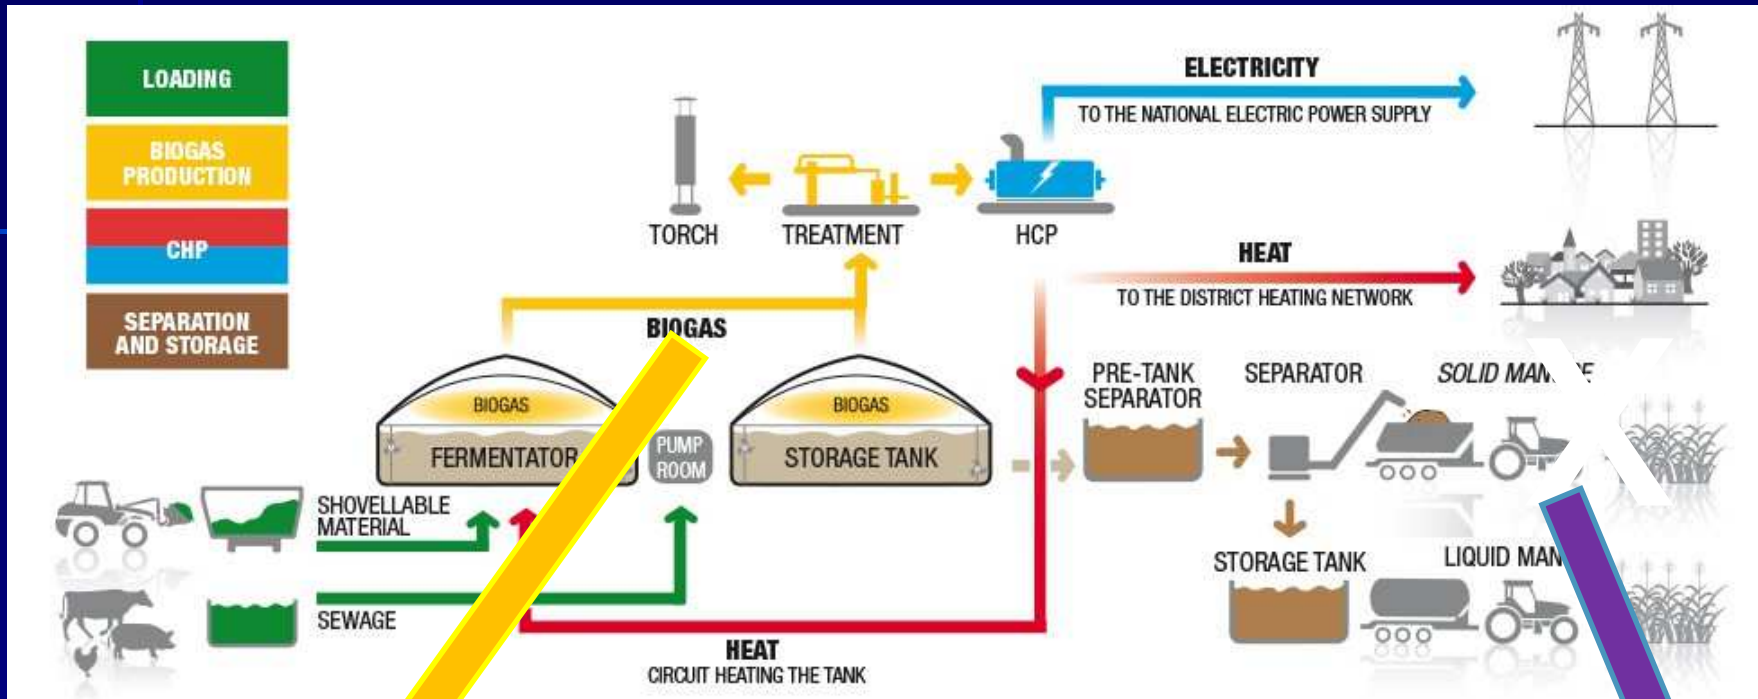 LOADING
BIOGAS
PRODUCTION
CHP
SEPARATION
AND STORAGE
ELECTRICITY
TO THE NATIONAL ELECTRIC POWER SUPPLY
TORCH
TREATMENT
HCP
HEAT
TO THE DISTRICT HEATING NETWORK
BIOGAS
BIOGAS
FERMENTATOR
PUMP
ROOM
BIOGAS
STORAGE TANK
PRE-TANK
SEPARATOR
SEPARATOR
SOLID
SHOVELLABLE
MATERIAL
SEWAGE
STORAGE TANK
LIQUID
HEAT
CIRCUIT HEATING THE TANK